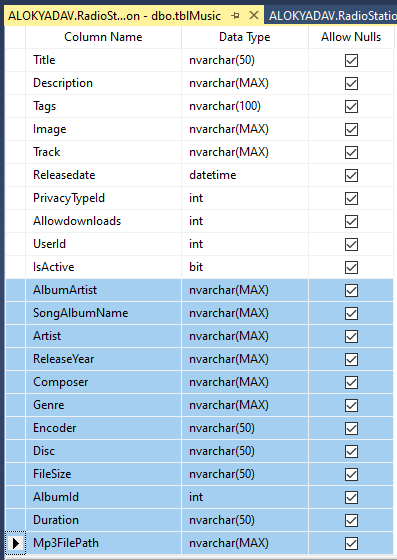 ALOKYADAV.RadioSt...on - dbo.tblMusic ALOKYADAV.RadioStatio
Column Name Data Type Allow Nulls
Title nvarchar(50)
Description nvarchar(MAX)
Tags nvarchar(100)
Image nvarchar(MAX)
Track nvarchar(MAX)
Releasedate datetime
PrivacyTypeId int
Allowdownloads int
UserId int
IsActive bit
AlbumArtist nvarchar(MAX)
SongAlbumName nvarchar(MAX)
Artist nvarchar(MAX)
ReleaseYear nvarchar(MAX)
Composer nvarchar(MAX)
Genre nvarchar(MAX)
Encoder nvarchar(50)
Disc nvarchar(50)
FileSize nvarchar(50)
AlbumId int
Duration nvarchar(50)
Mp3FilePath nvarchar(MAX)